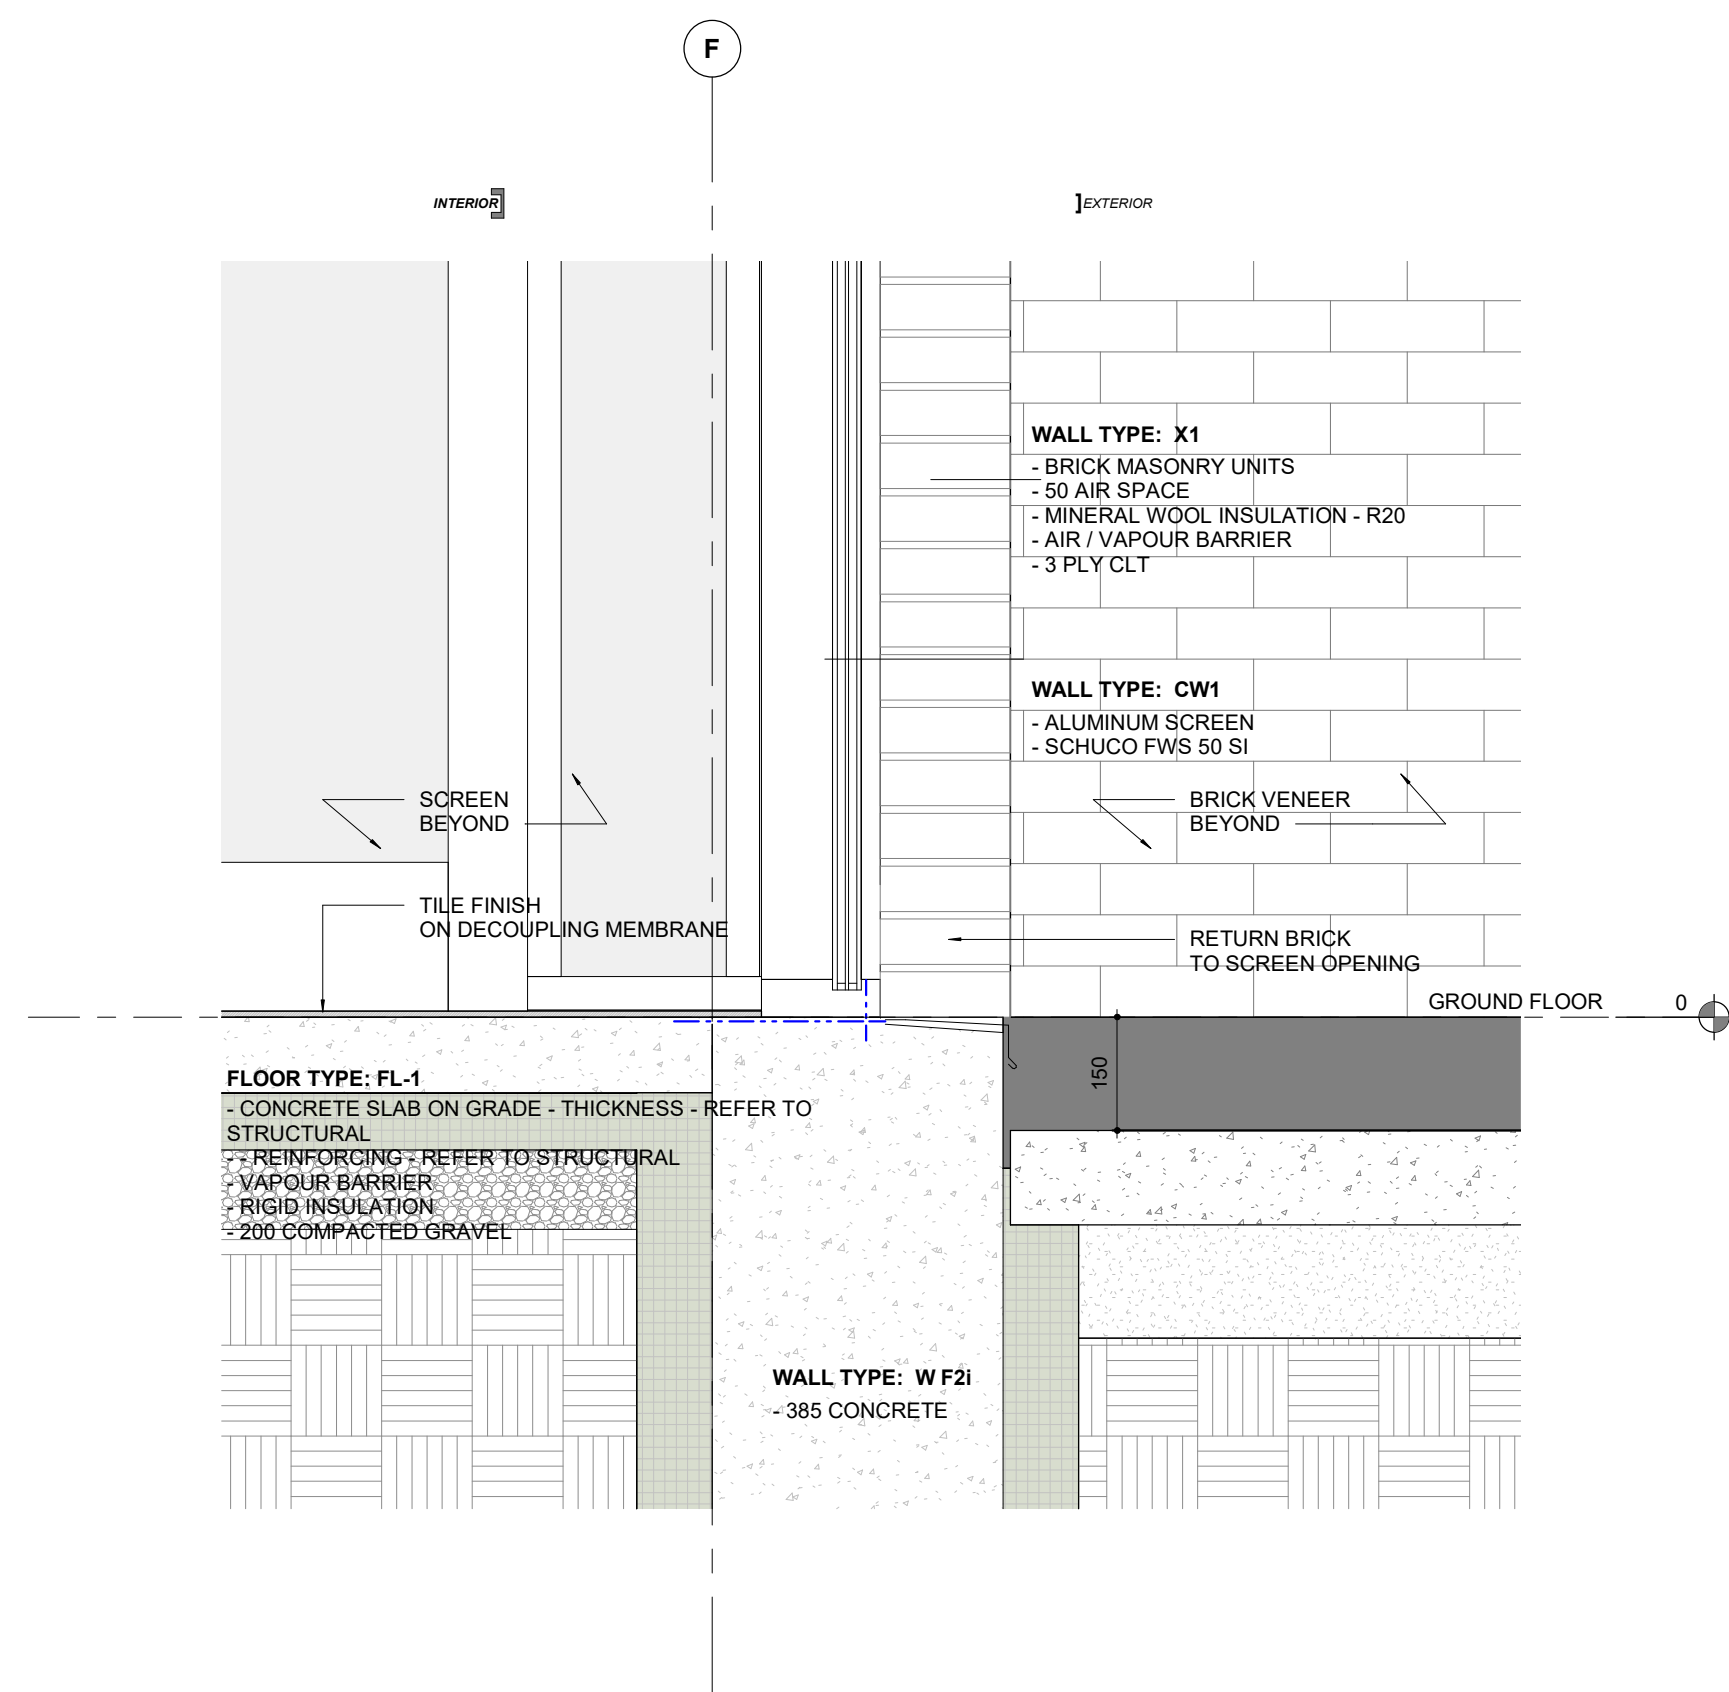 F
INTERIOR
EXTERIOR
WALL TYPE: X1
- BRICK MASONRY UNITS
- 50 AIR SPACE
- MINERAL WOOL INSULATION - R20
- AIR / VAPOUR BARRIER
- 3 PLY CLT
WALL TYPE: CW1
- ALUMINUM SCREEN
- SCHUCO FWS 50 SI
SCREEN
BEYOND
BRICK VENEER
BEYOND
TILE FINISH
ON DECOUPLING MEMBRANE
RETURN BRICK
TO SCREEN OPENING
GROUND FLOOR 0
150
FLOOR TYPE: FL-1
- CONCRETE SLAB ON GRADE - THICKNESS - REFER TO
STRUCTURAL
- - REINFORCING - REFER TO STRUCTURAL
- VAPOUR BARRIER
- RIGID INSULATION
- 200 COMPACTED GRAVEL
WALL TYPE: W F2i
- 385 CONCRETE